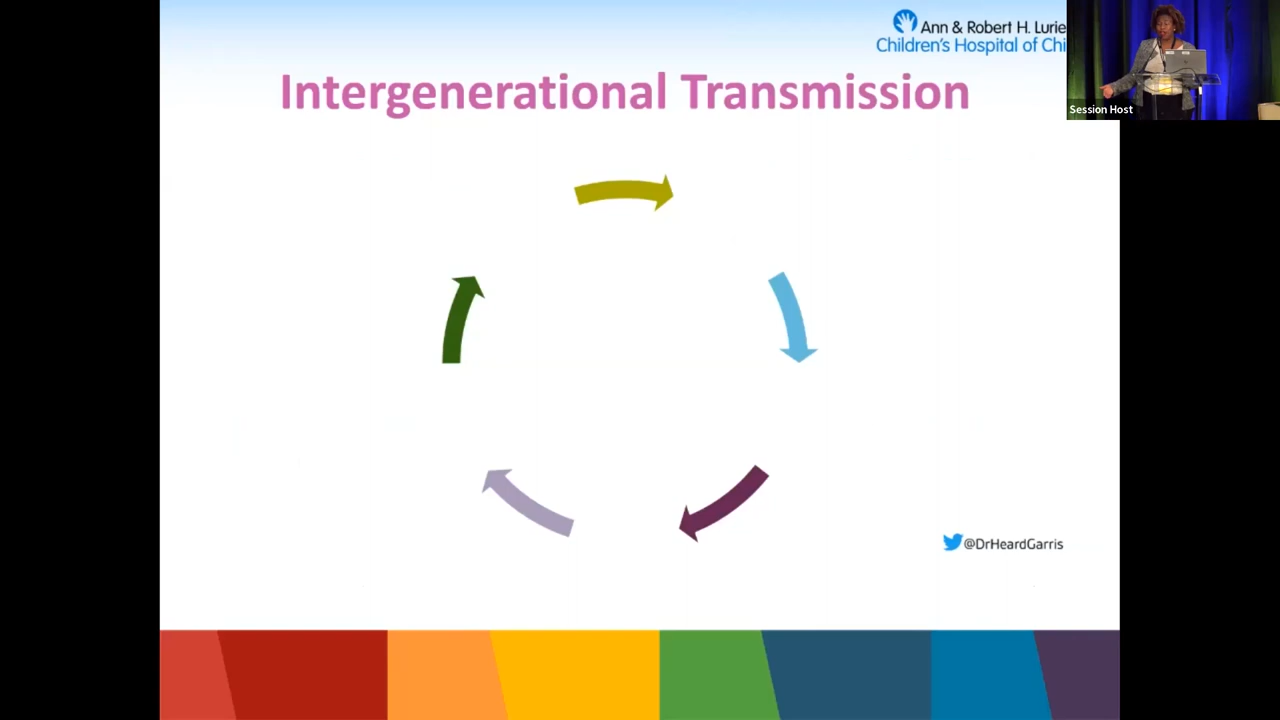 Ann & Robert H. Lurie
Children's Hospital of Chi
Intergenerational Transmission
Session Host
@DrHeardGarris